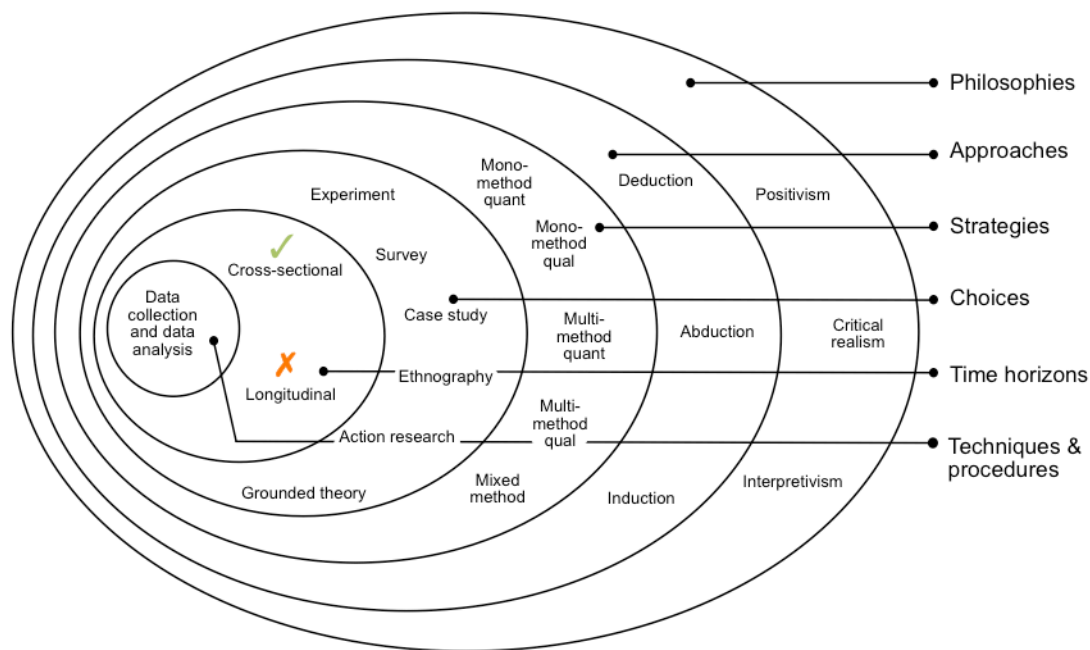 Philosophies
Approaches
Strategies
Choices
Time horizons
Techniques &
procedures
Positivism
Critical
realism
Interpretivism
Deduction
Abduction
Induction
Mono-
method
quant
Mono-
method
qual
Multi-
method
quant
Multi-
method
qual
Mixed
method
Experiment
Survey
Case study
Ethnography
Action research
Grounded theory
Cross-sectional
Longitudinal
Data
collection
and data
analysis